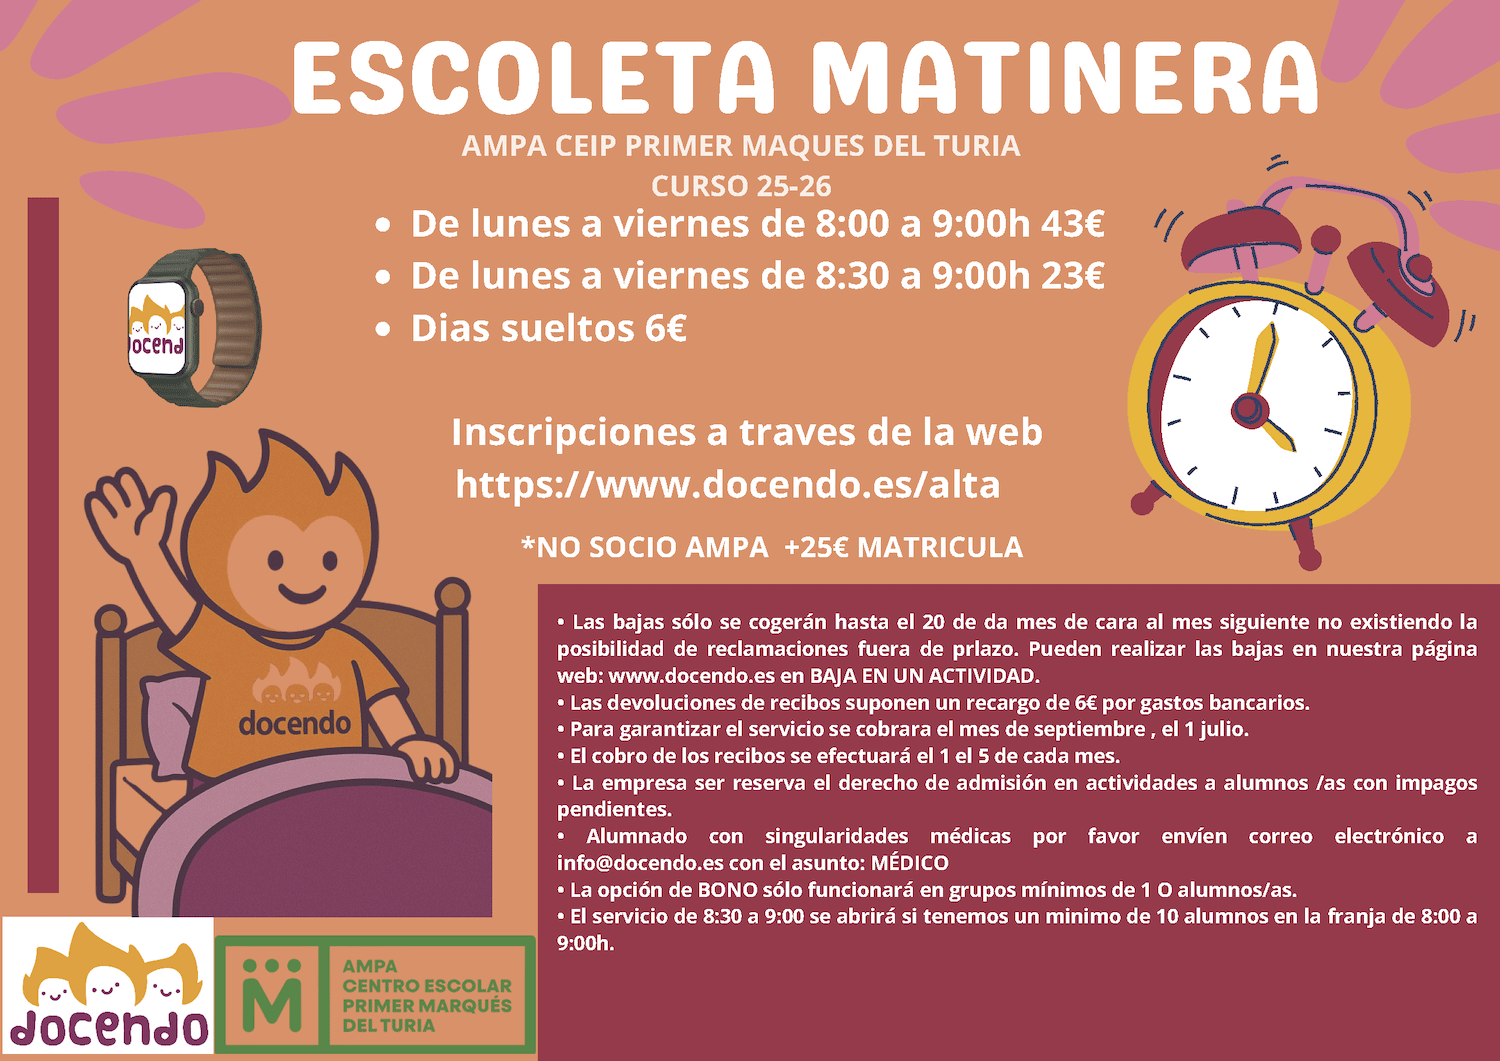 ESCOLETA MATINERA
AMPA CEIP PRIMER MAQUES DEL TURIA
CURSO 25-26
• De lunes a viernes de 8:00 a 9:00h 43€
• De lunes a viernes de 8:30 a 9:00h 23€
• Dias sueltos 6€
ocend
Inscripciones a traves de la web
https://www.docendo.es/alta
*NO SOCIO AMPA +25€ MATRICULA
docendo
• Las bajas sólo se cogerán hasta el 20 de da mes de cara al mes siguiente no existiendo la
posibilidad de reclamaciones fuera de prlazo. Pueden realizar las bajas en nuestra página
web: www.docendo.es en BAJA EN UN ACTIVIDAD.
• Las devoluciones de recibos suponen un recargo de 6€ por gastos bancarios.
• Para garantizar el servicio se cobrara el mes de septiembre , el 1 julio.
• El cobro de los recibos se efectuará el 1 el 5 de cada mes.
• La empresa ser reserva el derecho de admisión en actividades a alumnos /as con impagos
pendientes.
• Alumnado con singularidades médicas por favor envíen correo electrónico a
info@docendo.es con el asunto: MÉDICO
• La opción de BONO sólo funcionará en grupos mínimos de 1 O alumnos/as.
• El servicio de 8:30 a 9:00 se abrirá si tenemos un minimo de 10 alumnos en la franja de 8:00 a
9:00h.
docendo
M
AMPA
CENTRO ESCOLAR
PRIMER MARQUÉS
DEL TURIA